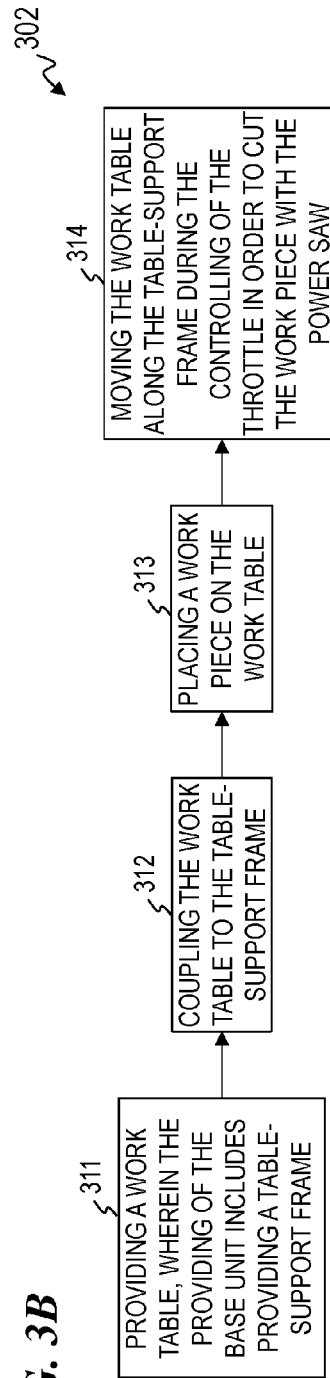 G. 3B
302
311
PROVIDING A WORK
TABLE, WHEREIN THE
PROVIDING OF THE
BASE UNIT INCLUDES
PROVIDING A TABLE-
SUPPORT FRAME
312
COUPLING THE WORK
TABLE TO THE TABLE-
SUPPORT FRAME
313
PLACING A WORK
PIECE ON THE
WORK TABLE
314
MOVING THE WORK TABLE
ALONG THE TABLE-SUPPORT
FRAME DURING THE
CONTROLLING OF THE
THROTTLE IN ORDER TO CUT
THE WORK PIECE WITH THE
POWER SAW